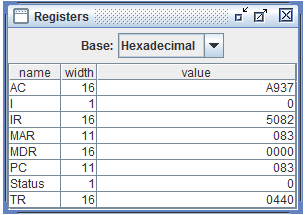 Registers
Base: Hexadecimal
name width value
AC 16 A937
I 1 0
IR 16 5082
MAR 11 083
MDR 16 0000
PC 11 083
Status 1 0
TR 16 0440